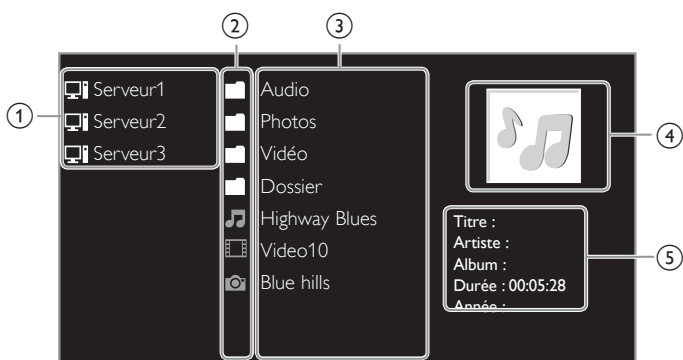 2
3
1
Serveur1
Serveur2
Serveur3
Audio
Photos
Vidéo
Dossier
Highway Blues
Video10
Blue hills
4
Titre :
Artiste :
Album :
Durée : 00:05:28
Année :
5